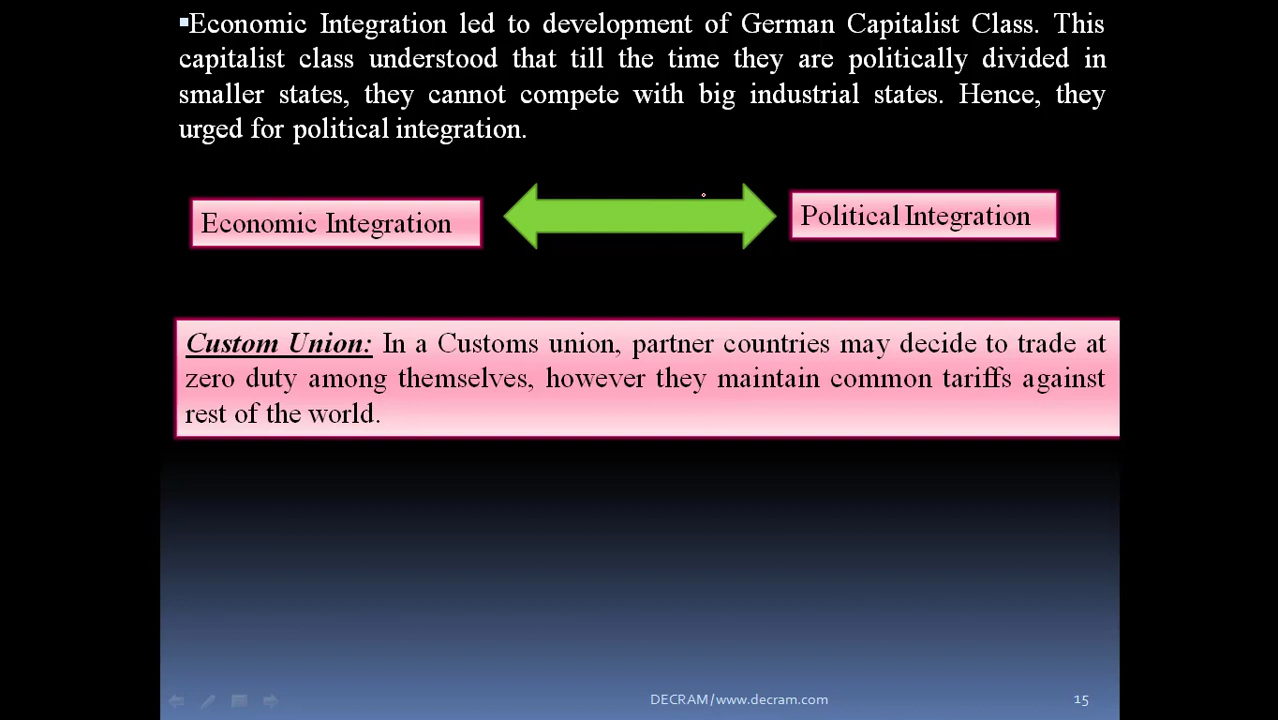 ▪Economic Integration led to development of German Capitalist Class. This
capitalist class understood that till the time they are politically divided in
smaller states, they cannot compete with big industrial states. Hence, they
urged for political integration.
Economic Integration
Political Integration
Custom Union: In a Customs union, partner countries may decide to trade at
zero duty among themselves, however they maintain common tariffs against
rest of the world.
DECRAM/www.decram.com
15